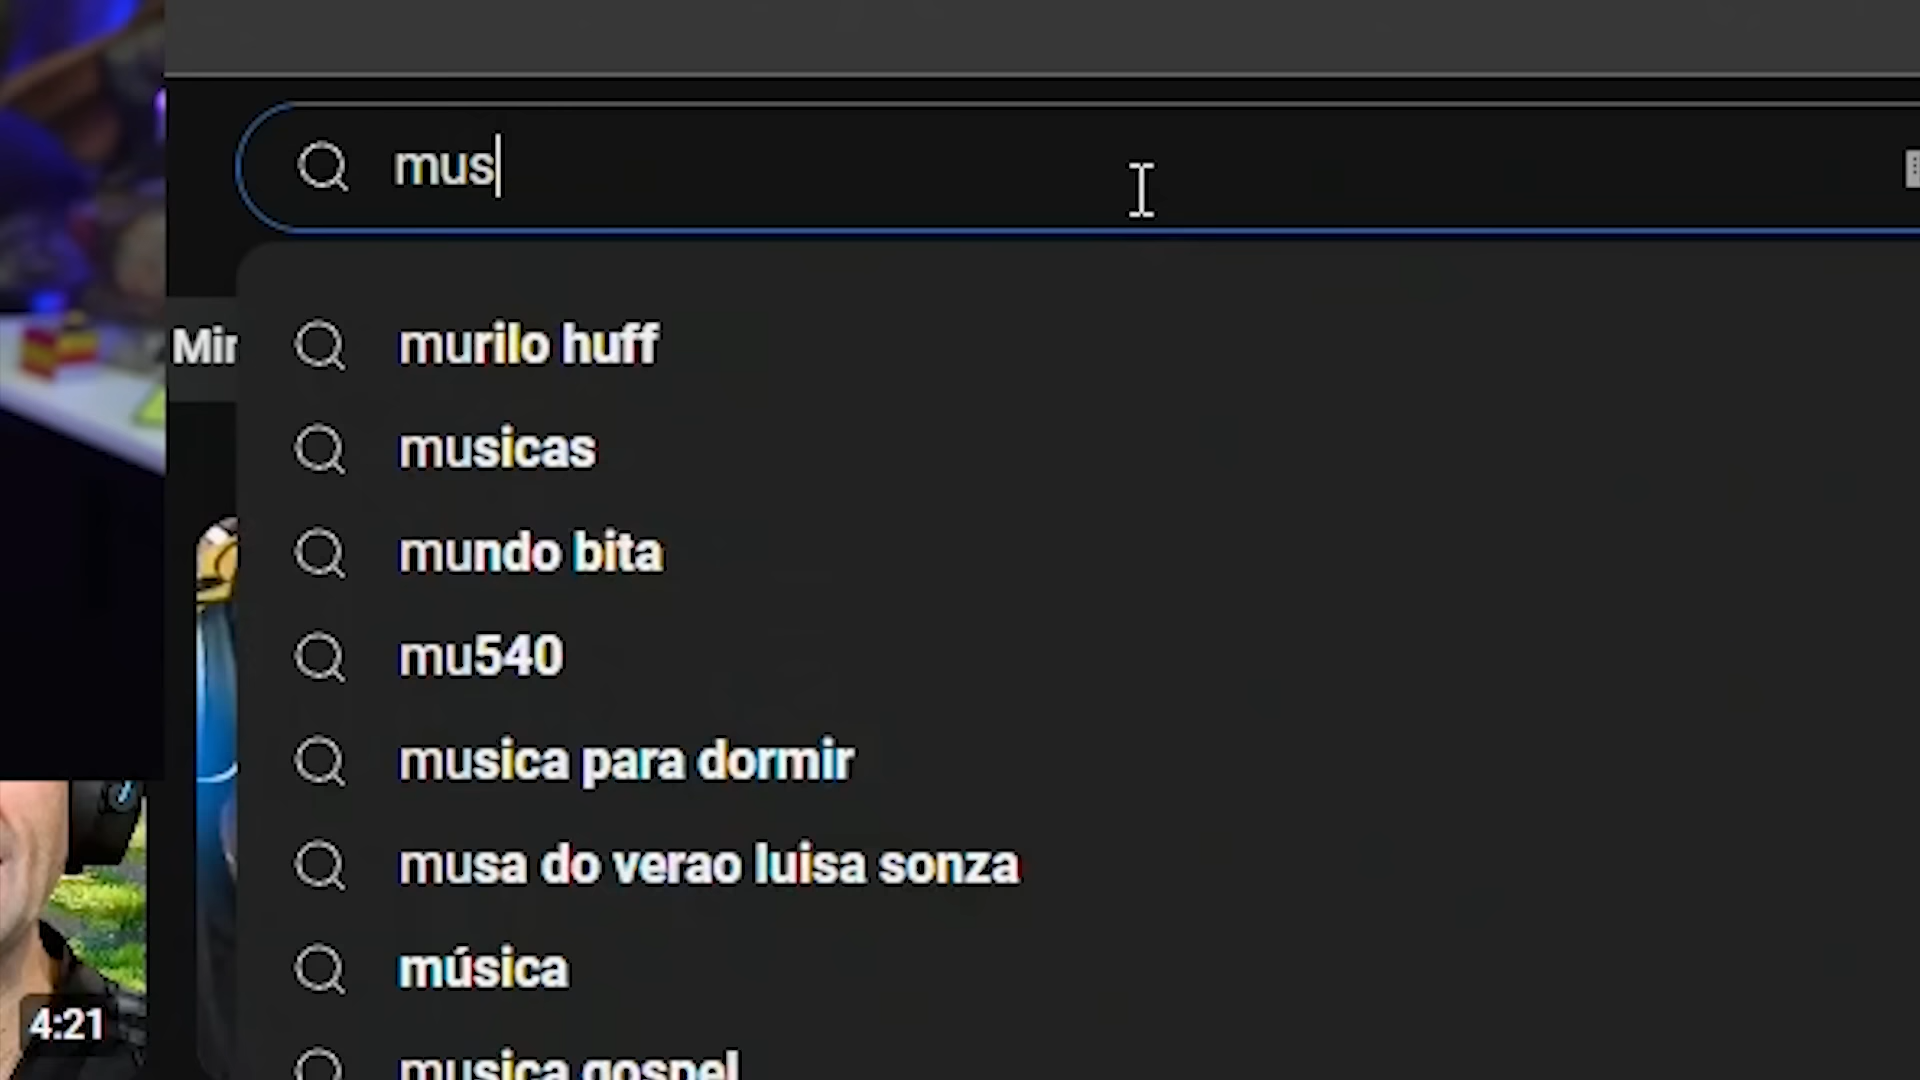 mus
Min
murilo huff
musicas
mundo bita
mu540
musica para dormir
musa do verao luisa sonza
música
4:21
musica gospel